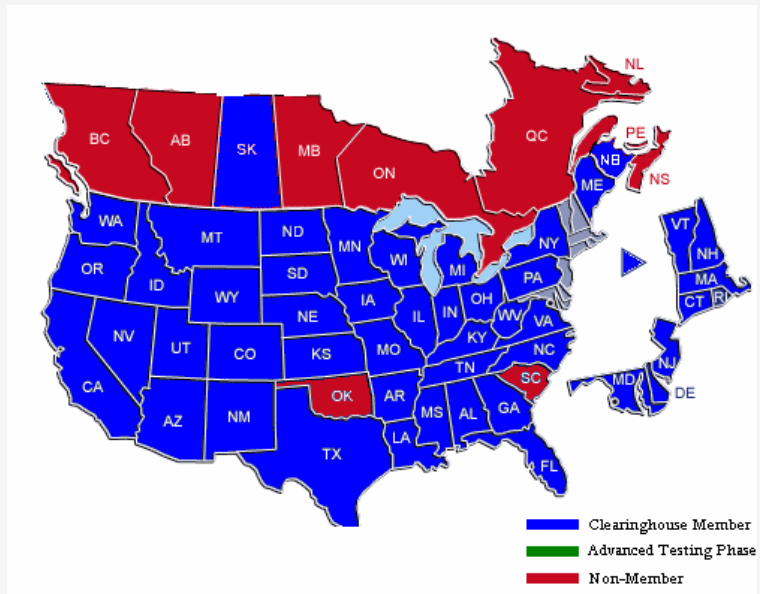 NL
BC
AB
SK
MB
ON
QC
PE
NB
NS
ME
WA
MT
ND
MN
OR
ID
SD
WI
MI
NY
VT
NH
MA
CT
RI
WY
NE
IA
IL
IN
OH
PA
NV
UT
CO
KS
MO
KY
WV
VA
CA
AZ
NM
OK
AR
TN
NC
SC
NJ
MD
DE
TX
LA
MS
AL
GA
FL
Clearinghouse Member
Advanced Testing Phase
Non-Member